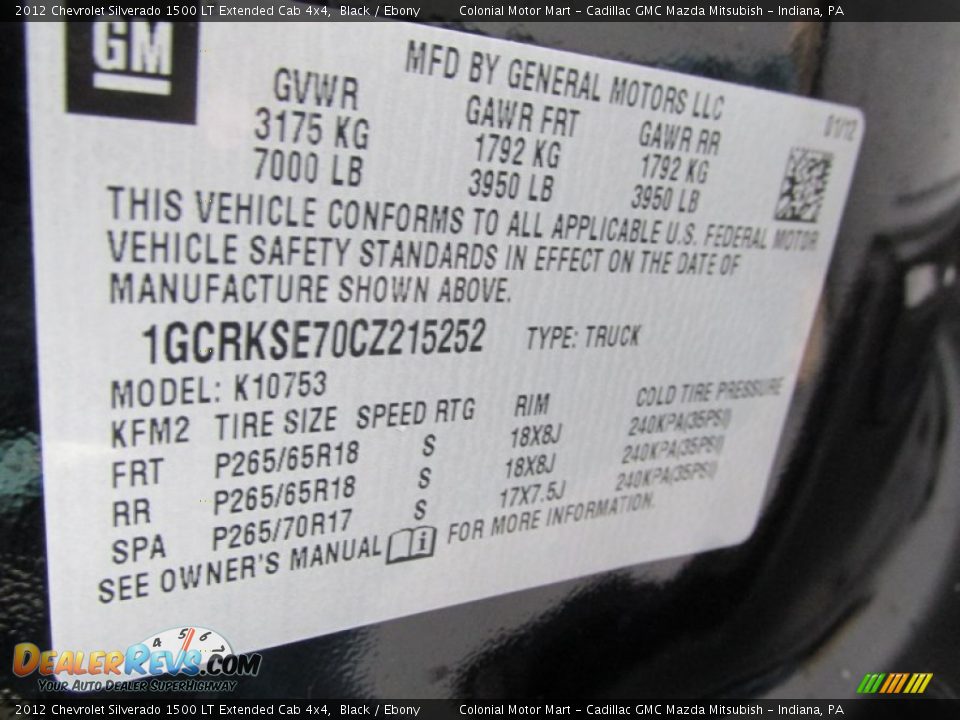 2012 Chevrolet Silverado 1500 LT Extended Cab 4x4, Black / Ebony Colonial Motor Mart - Cadillac GMC Mazda Mitsubish - Indiana, PA
GM
MFD BY GENERAL MOTORS LLC
01/12
GVWR GAWR FRT GAWR RR
3175 KG 1792 KG 1792 KG
7000 LB 3950 LB 3950 LB
THIS VEHICLE CONFORMS TO ALL APPLICABLE U.S. FEDERAL MOTOR
VEHICLE SAFETY STANDARDS IN EFFECT ON THE DATE OF
MANUFACTURE SHOWN ABOVE.
1GCRKSE70CZ215252 TYPE: TRUCK
MODEL: K10753
KFM2 TIRE SIZE SPEED RTG RIM COLD TIRE PRESSURE
FRT P265/65R18 S 18X8J 240KPA(35PSI)
RR P265/65R18 S 18X8J 240KPA(35PSI)
SPA P265/70R17 S 17X7.5J 240KPA(35PSI)
SEE OWNER'S MANUAL i FOR MORE INFORMATION.
4 5 6
DEALERREVS.COM
YOUR AUTO DEALER SUPERHIGHWAY
2012 Chevrolet Silverado 1500 LT Extended Cab 4x4, Black / Ebony Colonial Motor Mart - Cadillac GMC Mazda Mitsubish - Indiana, PA